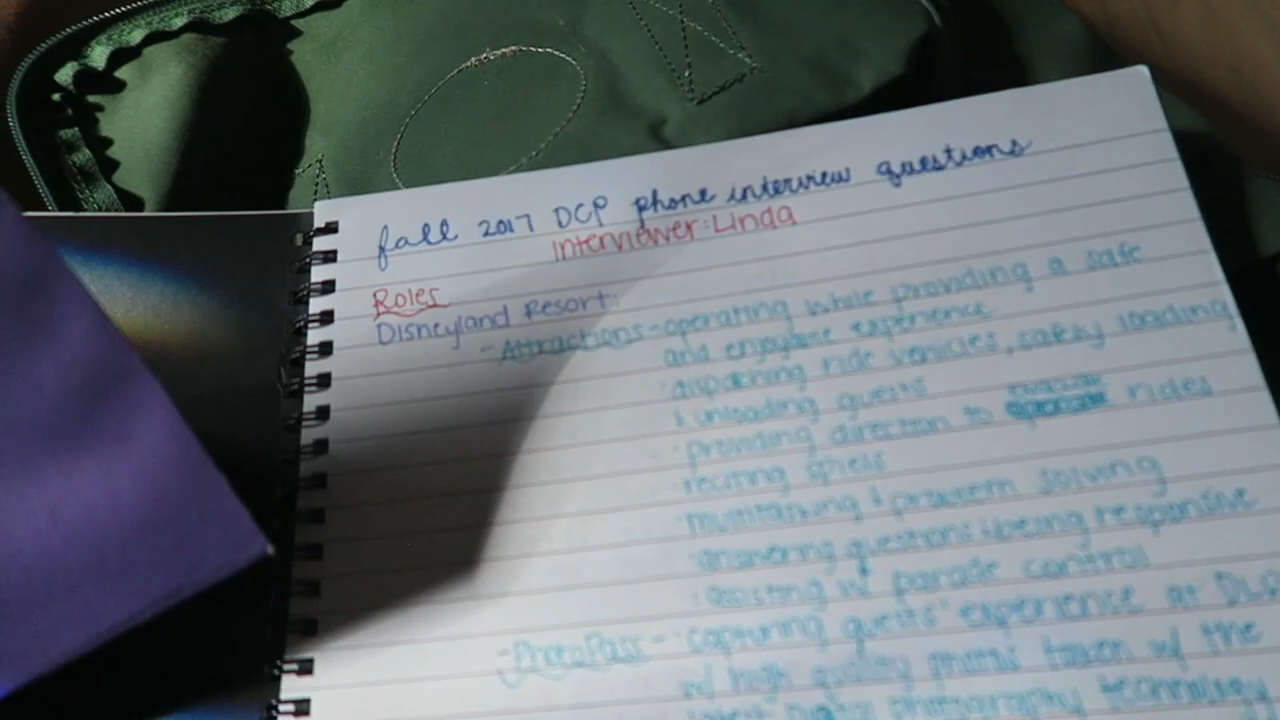 fall 2017 DCP phone interview questions
Interviewer: Linda
Roles
Disneyland Resort:
- Attractions - operating while providing a safe
and enjoyable experience
· dispatching ride vehicles, safely loading
& unloading guests
· providing direction to rides
· reciting spiels
· multitasking & problem solving
· answering questions & being responsive
· assisting w/ parade control
- PhotoPass - · capturing guests' experience at DLR
w/ high quality photos taken w/ the
latest digital photography technology